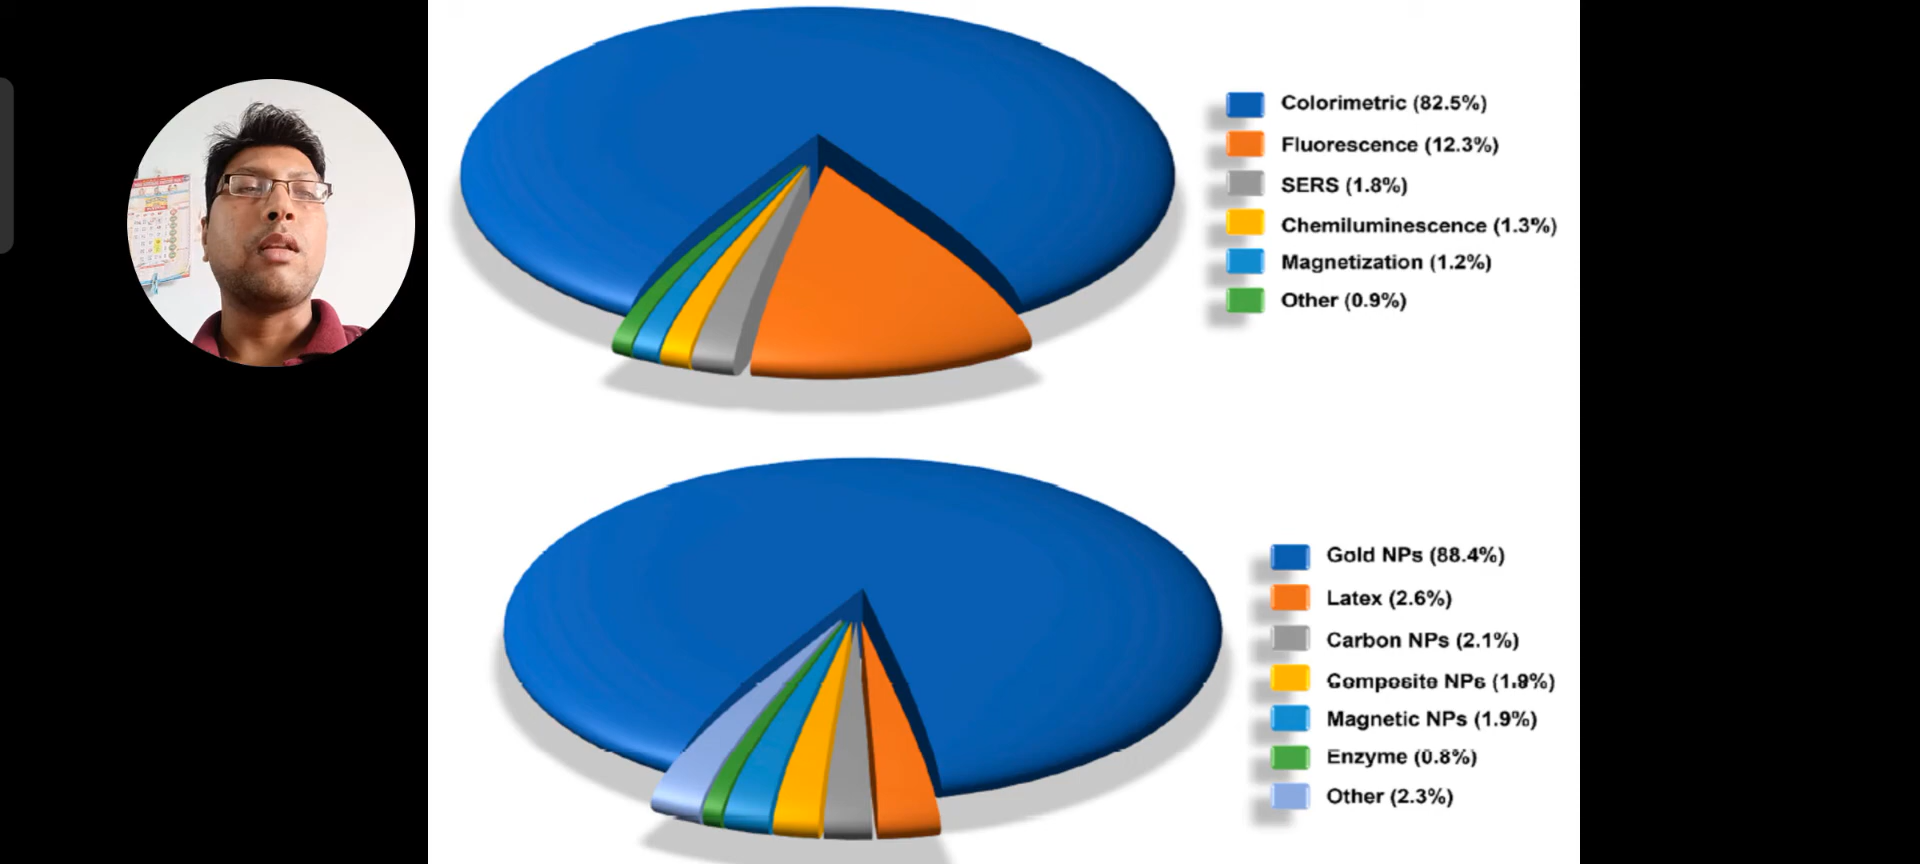 Colorimetric (82.5%)
Fluorescence (12.3%)
SERS (1.8%)
Chemiluminescence (1.3%)
Magnetization (1.2%)
Other (0.9%)
Gold NPs (88.4%)
Latex (2.6%)
Carbon NPs (2.1%)
Composite NPs (1.9%)
Magnetic NPs (1.9%)
Enzyme (0.8%)
Other (2.3%)